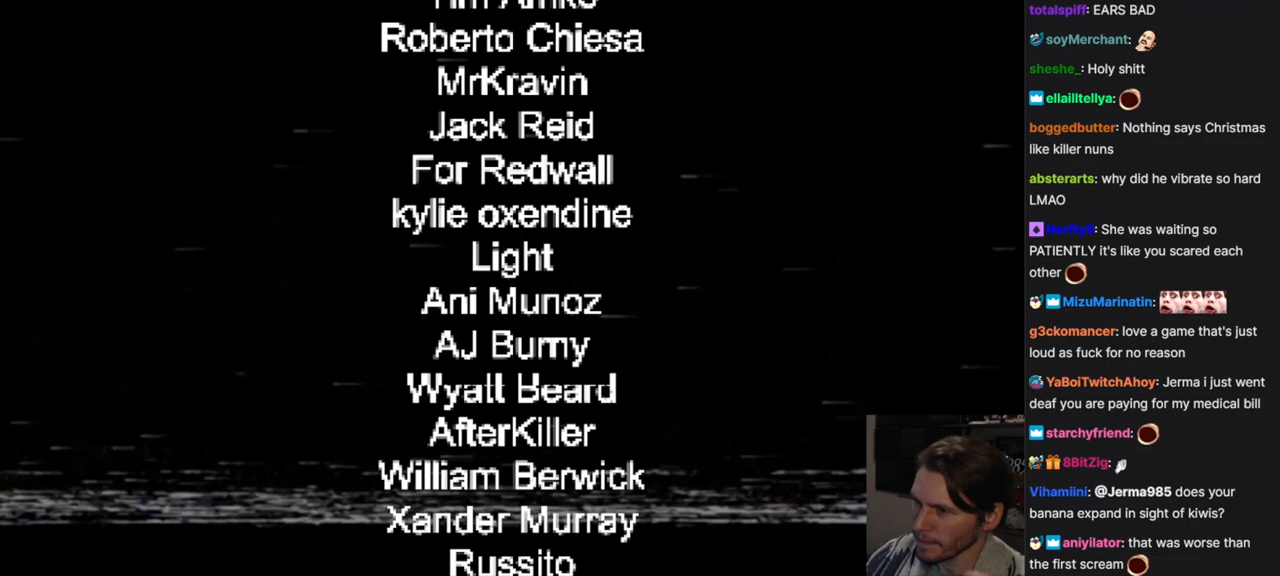 Roberto Chiesa
MrKravin
Jack Reid
For Redwall
kylie oxendine
Light
Ani Munoz
Wyatt Beard
AfterKiller
William Berwick
Xander Murray
Russito
totalspiff: EARS BAD
soyMerchant:
sheshe_: Holy shitt
ellailltellya:
boggedbutter: Nothing says Christmas
like killer nuns
absterarts: why did he vibrate so hard
LMAO
She was waiting so
PATIENTLY it's like you scared each
other
MizuMarinatin:
g3ckomancer: love a game that's just
loud as fuck for no reason
YaBoiTwitchAhoy: Jerma i just went
deaf you are paying for my medical bill
starchyfriend:
8BitZig:
Vihamiini: @Jerma985 does your
banana expand in sight of kiwis?
aniyilator: that was worse than
the first scream